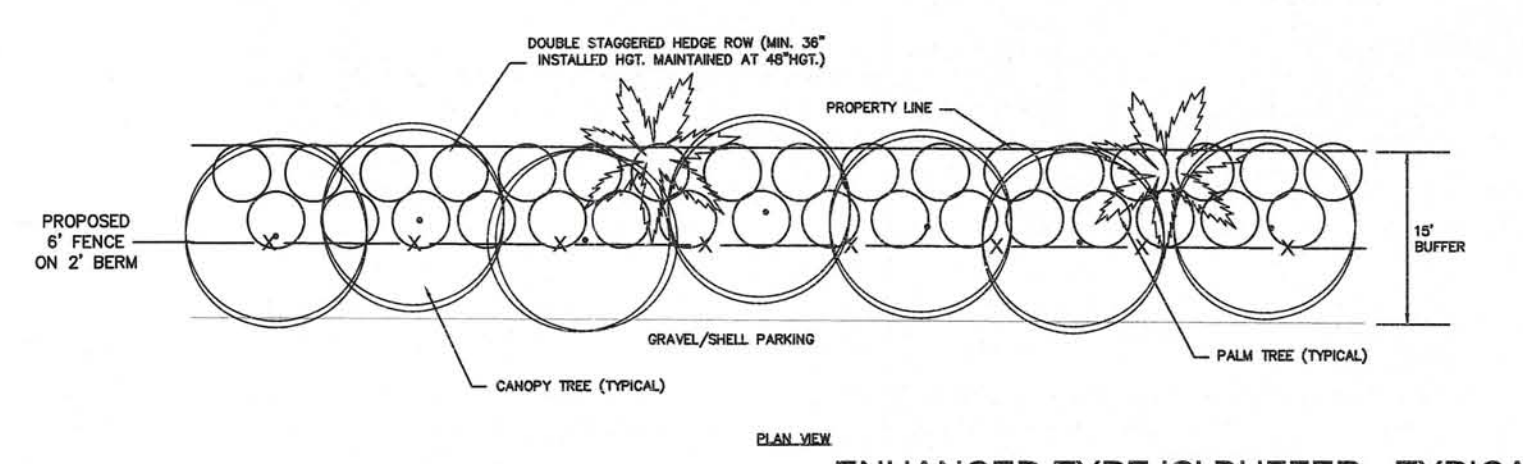 DOUBLE STAGGERED HEDGE ROW (MIN. 36"
INSTALLED HGT. MAINTAINED AT 48"HGT.)
PROPERTY LINE
PROPOSED
6' FENCE
ON 2' BERM
15'
BUFFER
GRAVEL/SHELL PARKING
PALM TREE (TYPICAL)
CANOPY TREE (TYPICAL)
PLAN VIEW